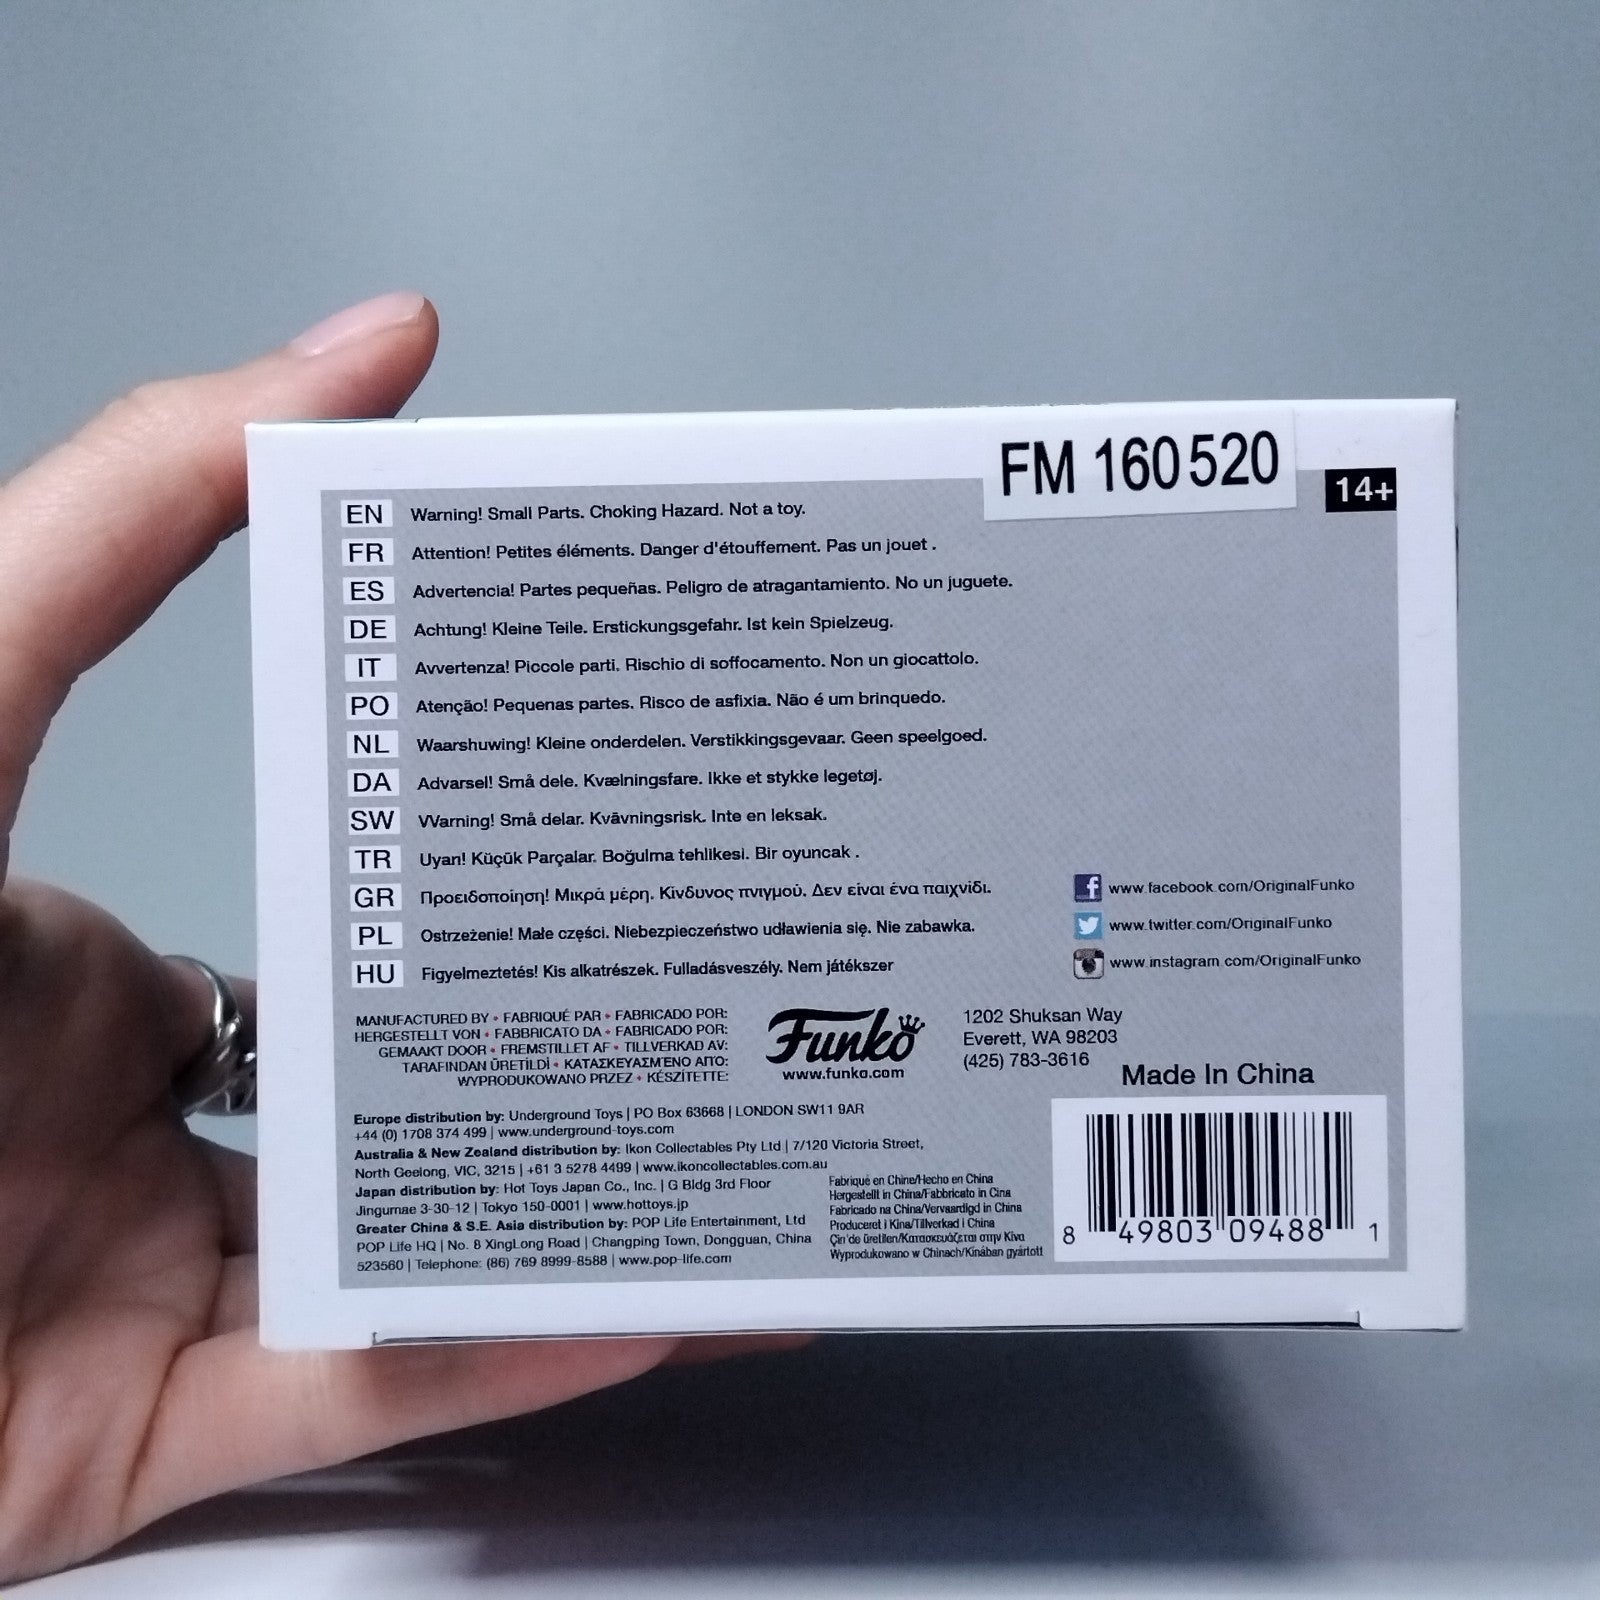 FM 160520
14+
EN Warning! Small Parts. Choking Hazard. Not a toy.
FR Attention! Petites éléments. Danger d'étouffement. Pas un jouet .
ES Advertencia! Partes pequeñas. Peligro de atragantamiento. No un juguete.
DE Achtung! Kleine Teile. Erstickungsgefahr. Ist kein Spielzeug.
IT Avvertenza! Piccole parti. Rischio di soffocamento. Non un giocattolo.
PO Atenção! Pequenas partes. Risco de asfixia. Não é um brinquedo.
NL Waarshuwing! Kleine onderdelen. Verstikkingsgevaar. Geen speelgoed.
DA Advarsel! Små dele. Kvælningsfare. Ikke et stykke legetøj.
SW VVarning! Små delar. Kvävningsrisk. Inte en leksak.
TR Uyarı! Küçük Parçalar. Boğulma tehlikesi. Bir oyuncak .
GR Προειδοποίηση! Μικρά μέρη. Κίνδυνος πνιγμού. Δεν είναι ένα παιχνίδι.
PL Ostrzeżenie! Małe części. Niebezpieczeństwo udławienia się. Nie zabawka.
HU Figyelmeztetés! Kis alkatrészek. Fulladásveszély. Nem játékszer
www.facebook.com/OriginalFunko
www.twitter.com/OriginalFunko
www.instagram.com/OriginalFunko
MANUFACTURED BY • FABRIQUÉ PAR • FABRICADO POR:
HERGESTELLT VON • FABBRICATO DA • FABRICADO POR:
GEMAAKT DOOR • FREMSTILLET AF • TILLVERKAD AV:
TARAFINDAN ÜRETİLDİ • ΚΑΤΑΣΚΕΥΑΣΜΈΝΟ ΑΠΌ:
WYPRODUKOWANO PRZEZ • KÉSZÍTETTE:
Funko
www.funko.com
1202 Shuksan Way
Everett, WA 98203
(425) 783-3616
Made In China
Europe distribution by: Underground Toys | PO Box 63668 | LONDON SW11 9AR
+44 (0) 1708 374 499 | www.underground-toys.com
Australia & New Zealand distribution by: Ikon Collectables Pty Ltd | 7/120 Victoria Street,
North Geelong, VIC, 3215 | +61 3 5278 4499 | www.ikoncollectables.com.au
Japan distribution by: Hot Toys Japan Co., Inc. | G Bldg 3rd Floor
Jingumae 3-30-12 | Tokyo 150-0001 | www.hottoys.jp
Greater China & S.E. Asia distribution by: POP Life Entertainment, Ltd
POP Life HQ | No. 8 XingLong Road | Changping Town, Dongguan, China
523560 | Telephone: (86) 769 8999-8588 | www.pop-life.com
Fabriqué en Chine/Hecho en China
Hergestellt in China/Fabbricato in Cina
Fabricado na China/Vervaardigd in China
Produceret i Kina/Tillverkad i China
Çin'de üretilen/Κατασκευάζεται στην Κίνα
Wyprodukowano w Chinach/Kínában gyártott
8 49803 09488 1